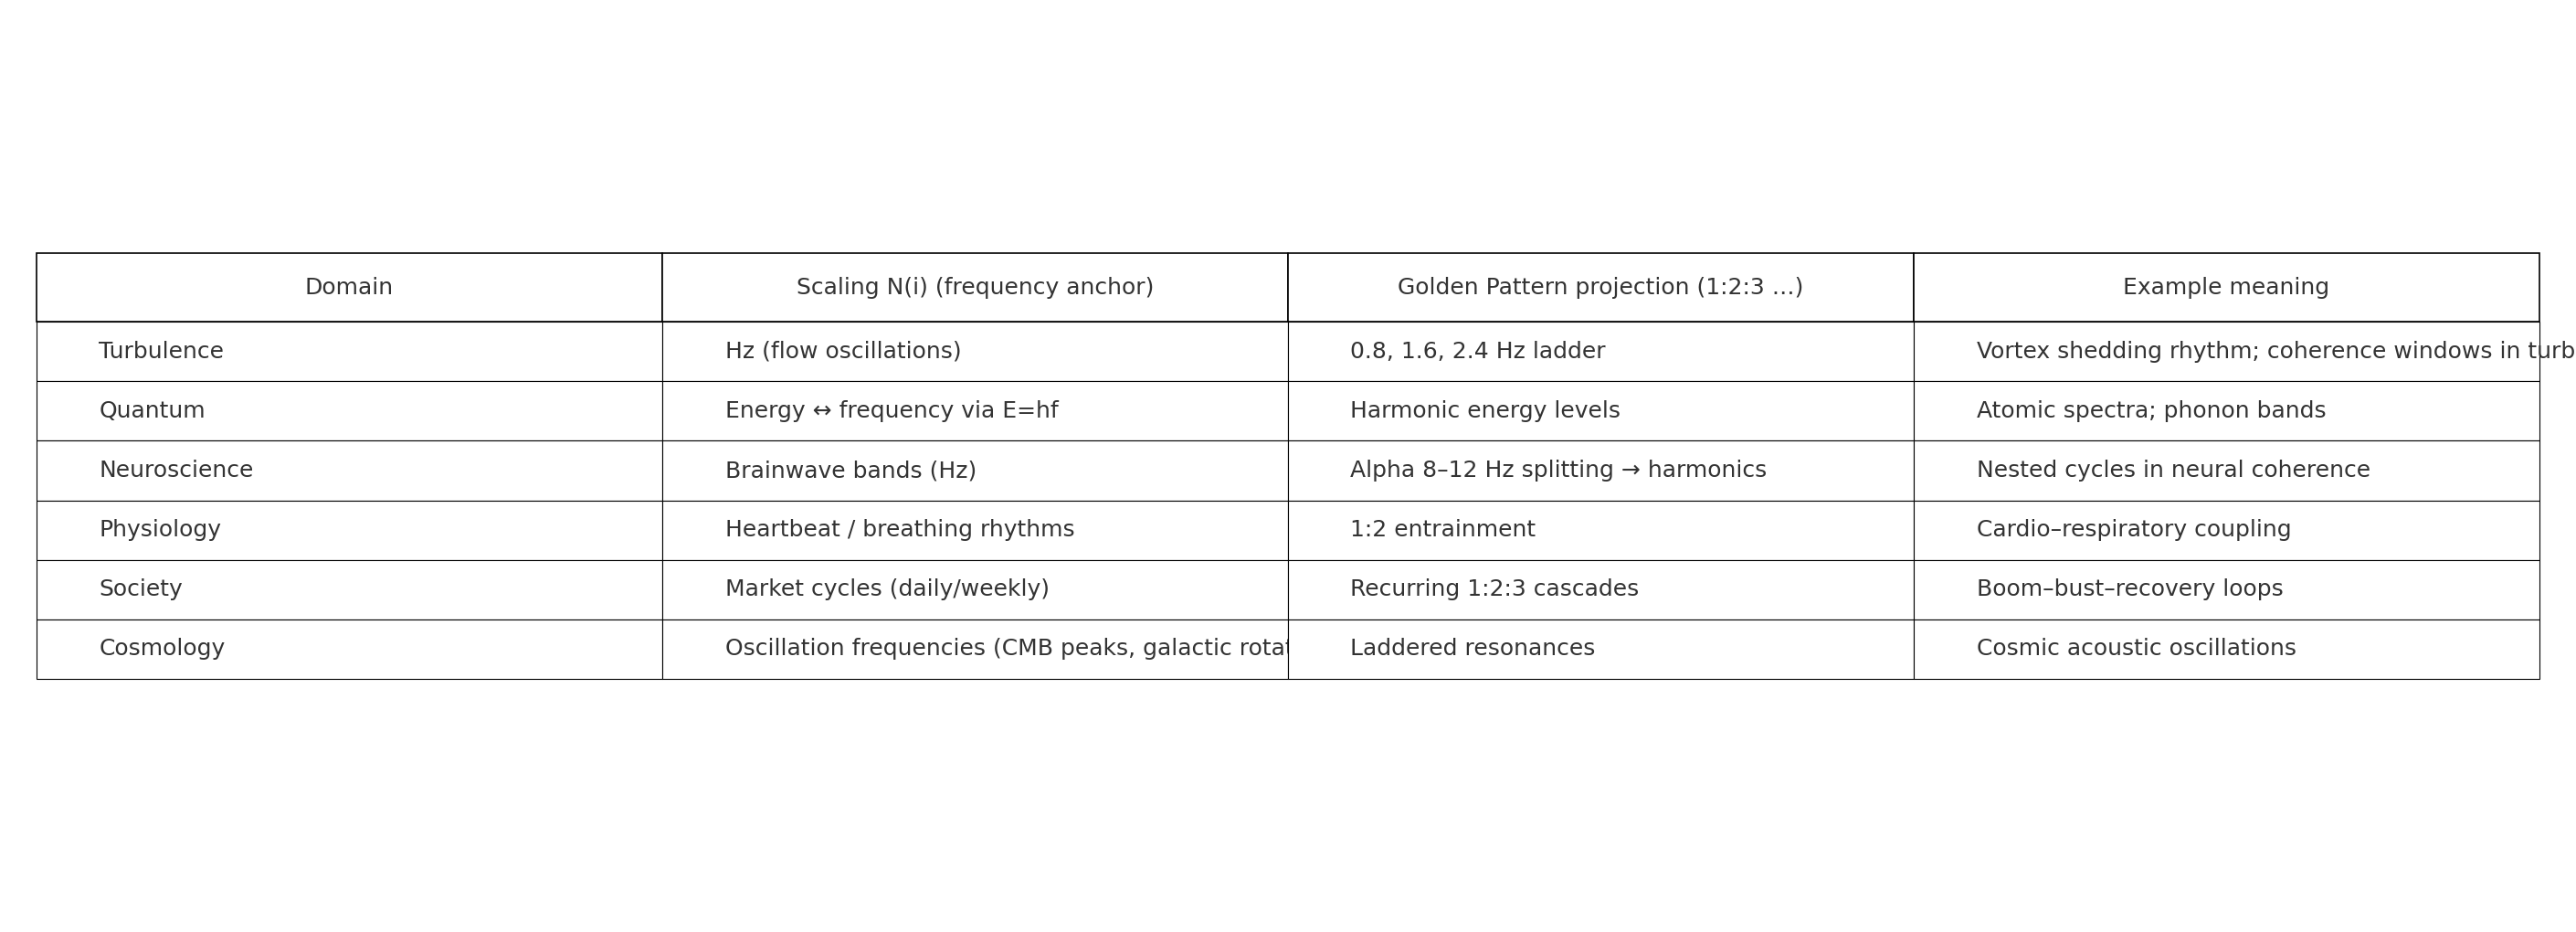 Domain Scaling N(i) (frequency anchor) Golden Pattern projection (1:2:3 ...) Example meaning
Turbulence Hz (flow oscillations) 0.8, 1.6, 2.4 Hz ladder Vortex shedding rhythm; coherence windows in
Quantum Energy ↔ frequency via E=hf Harmonic energy levels Atomic spectra; phonon bands
Neuroscience Brainwave bands (Hz) Alpha 8–12 Hz splitting → harmonics Nested cycles in neural coherence
Physiology Heartbeat / breathing rhythms 1:2 entrainment Cardio–respiratory coupling
Society Market cycles (daily/weekly) Recurring 1:2:3 cascades Boom–bust–recovery loops
Cosmology Oscillation frequencies (CMB peaks, galactic Laddered resonances Cosmic acoustic oscillations